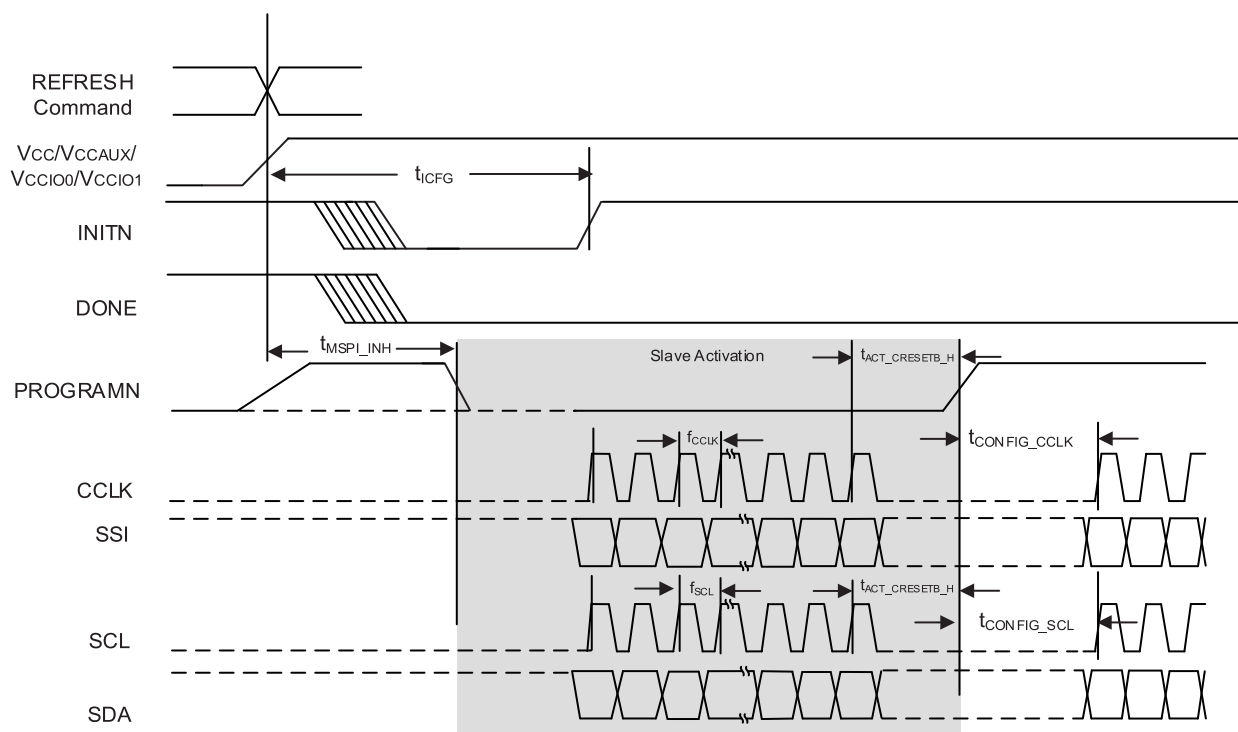 REFRESH
Command
VCC/VCCAUX/
VCCIO0/VCCIO1
tICFG
INITN
DONE
tMSPI_INH
Slave Activation
tACT_CRESETB_H
PROGRAMN
fCCLK
tCONFIG_CCLK
CCLK
SSI
fSCL
tACT_CRESETB_H
tCONFIG_SCL
SCL
SDA